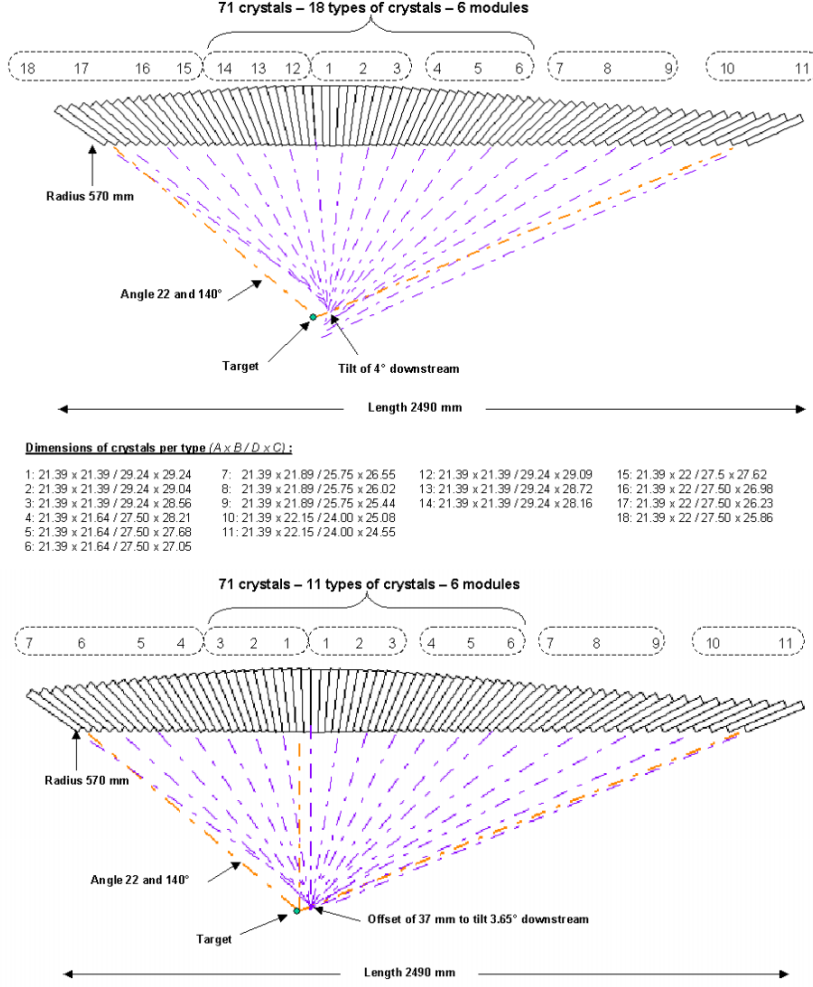 71 crystals – 18 types of crystals – 6 modules
18 17 16 15 14 13 12 1 2 3 4 5 6 7 8 9 10 11
Radius 570 mm
Angle 22 and 140°
Target
Tilt of 4° downstream
Length 2490 mm
Dimensions of crystals per type (A x B / D x C) :
1: 21.39 x 21.39 / 29.24 x 29.24
2: 21.39 x 21.39 / 29.24 x 29.04
3: 21.39 x 21.39 / 29.24 x 28.56
4: 21.39 x 21.64 / 27.50 x 28.21
5: 21.39 x 21.64 / 27.50 x 27.68
6: 21.39 x 21.64 / 27.50 x 27.05
7: 21.39 x 21.89 / 25.75 x 26.55
8: 21.39 x 21.89 / 25.75 x 26.02
9: 21.39 x 21.89 / 25.75 x 25.44
10: 21.39 x 22.15 / 24.00 x 25.08
11: 21.39 x 22.15 / 24.00 x 24.55
12: 21.39 x 21.39 / 29.24 x 29.09
13: 21.39 x 21.39 / 29.24 x 28.72
14: 21.39 x 21.39 / 29.24 x 28.16
15: 21.39 x 22 / 27.5 x 27.62
16: 21.39 x 22 / 27.50 x 26.98
17: 21.39 x 22 / 27.50 x 26.23
18: 21.39 x 22 / 27.50 x 25.86
71 crystals – 11 types of crystals – 6 modules
7 6 5 4 3 2 1 1 2 3 4 5 6 7 8 9 10 11
Radius 570 mm
Angle 22 and 140°
Target
Offset of 37 mm to tilt 3.65° downstream
Length 2490 mm